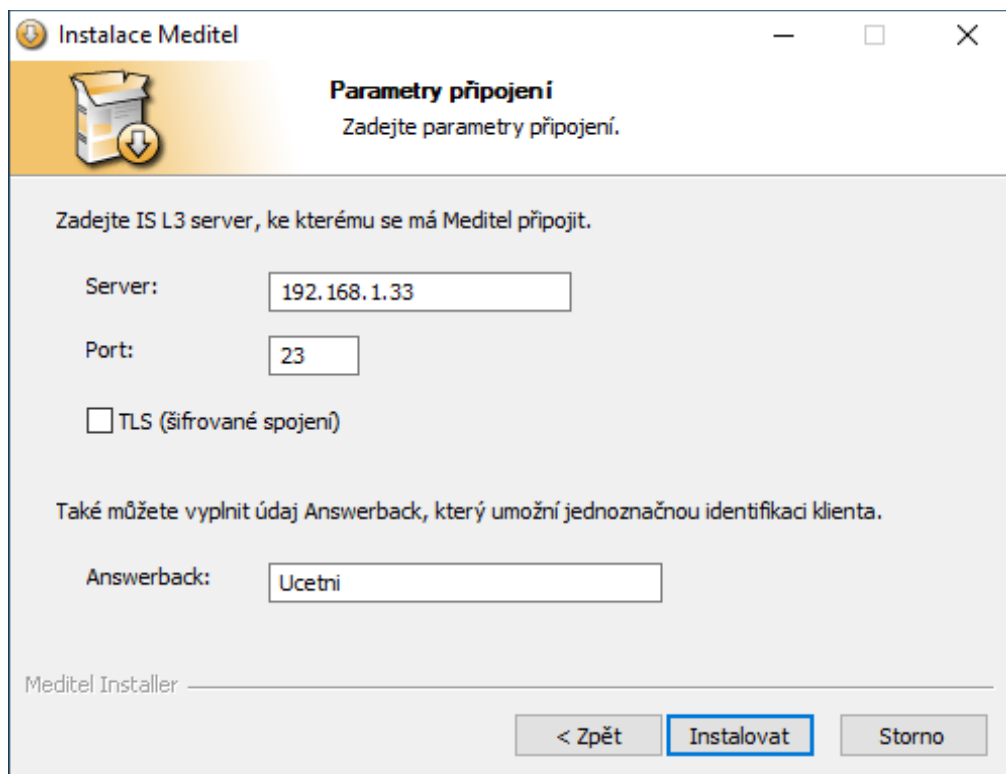 Instalace Meditel
Parametry připojení
Zadejte parametry připojení.
Zadejte IS L3 server, ke kterému se má Meditel připojit.
Server: 192.168.1.33
Port: 23
TLS (šifrované spojení)
Také můžete vyplnit údaj Answerback, který umožní jednoznačnou identifikaci klienta.
Answerback: Ucetni
Meditel Installer
< Zpět Instalovat Storno